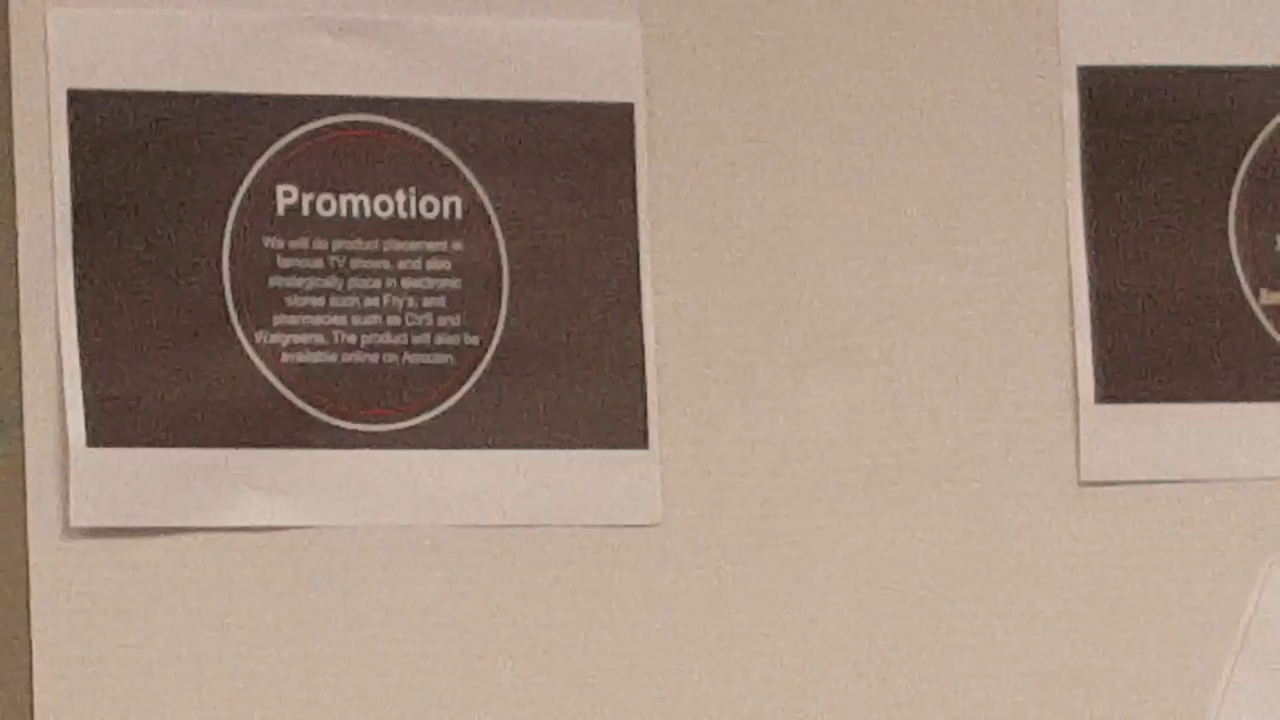 Promotion
We will do product placement in
famous TV shows, and also
strategically place in electronic
stores such as Fry's, and
pharmacies such as CVS and
Walgreens. The product will also be
available online on Amazon.